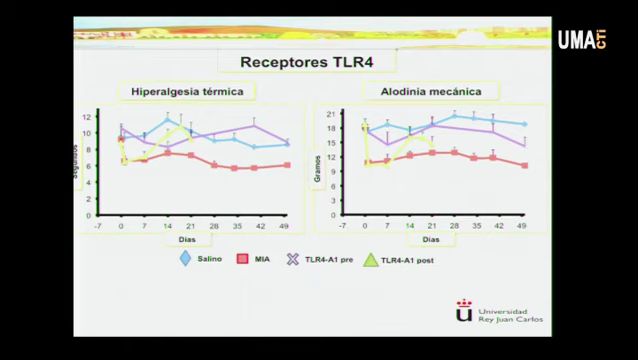 UMA CTI
Receptores TLR4
Hiperalgesia térmica
Alodinia mecánica
Segundos
12
10
8
6
4
2
0
-7 0 7 14 21 28 35 42 49
Días
Gramos
21
18
15
12
9
6
3
0
-7 0 7 14 21 28 35 42 49
Días
Salino MIA TLR4-A1 pre TLR4-A1 post
Universidad
Rey Juan Carlos